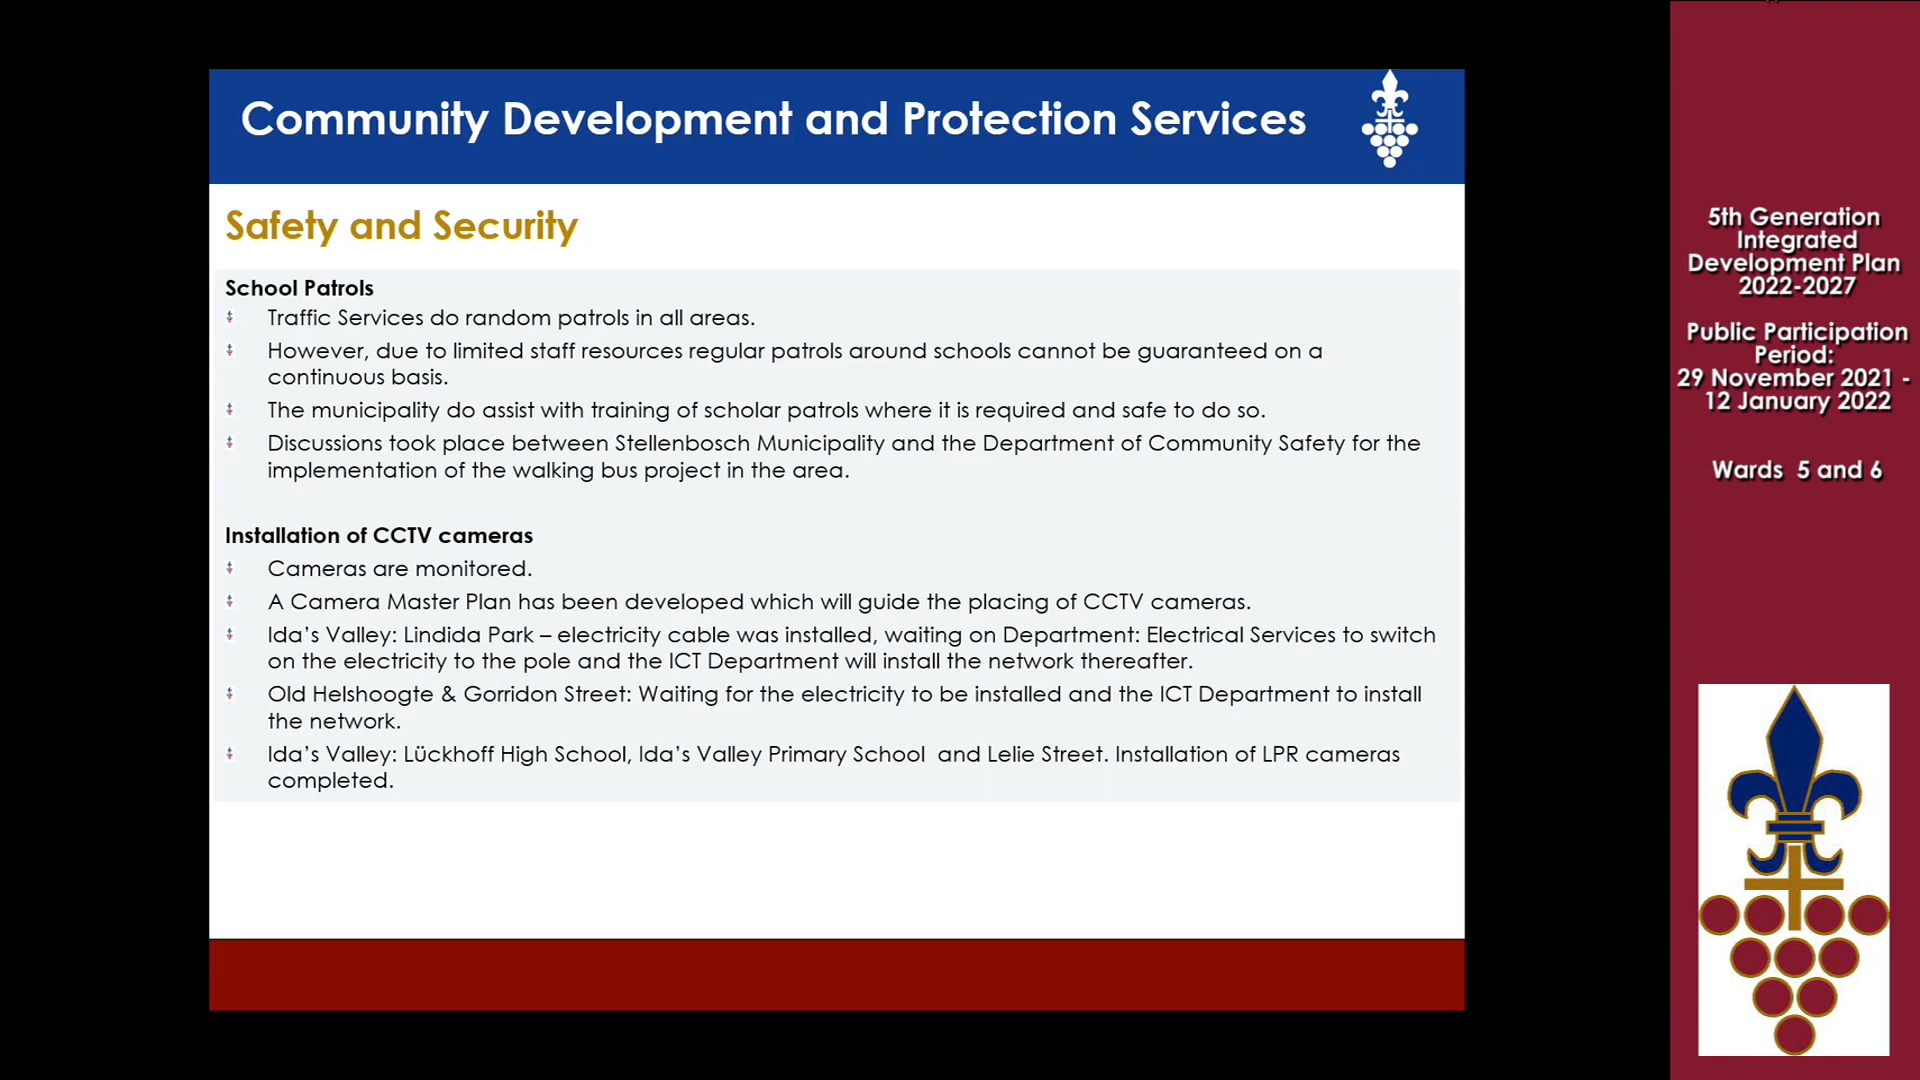 Community Development and Protection Services
Safety and Security
School Patrols
Traffic Services do random patrols in all areas.
However, due to limited staff resources regular patrols around schools cannot be guaranteed on a
continuous basis.
The municipality do assist with training of scholar patrols where it is required and safe to do so.
Discussions took place between Stellenbosch Municipality and the Department of Community Safety for the
implementation of the walking bus project in the area.
Installation of CCTV cameras
Cameras are monitored.
A Camera Master Plan has been developed which will guide the placing of CCTV cameras.
Ida's Valley: Lindida Park – electricity cable was installed, waiting on Department: Electrical Services to switch
on the electricity to the pole and the ICT Department will install the network thereafter.
Old Helshoogte & Gorridon Street: Waiting for the electricity to be installed and the ICT Department to install
the network.
Ida's Valley: Lückhoff High School, Ida's Valley Primary School  and Lelie Street. Installation of LPR cameras
completed.
5th Generation
Integrated
Development Plan
2022-2027
Public Participation
Period:
29 November 2021 -
12 January 2022
Wards  5 and 6